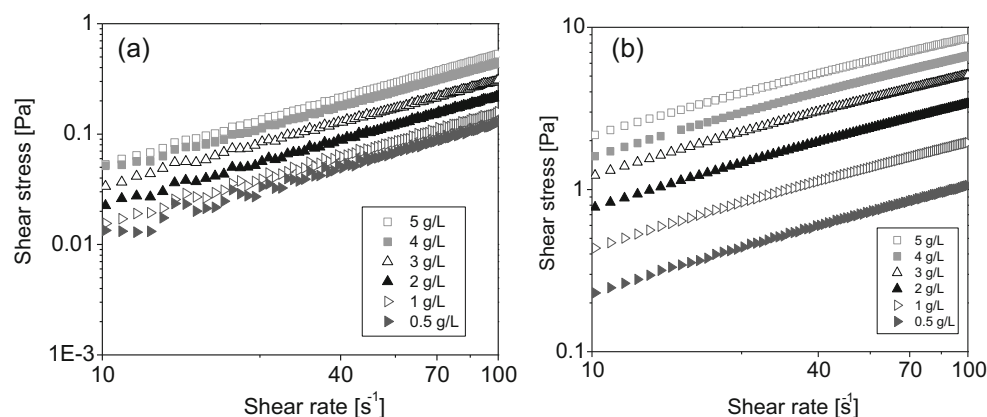 (a)
Shear stress [Pa]
1
0.1
0.01
1E-3
10
40
70
100
Shear rate [s-1]
5 g/L
4 g/L
3 g/L
2 g/L
1 g/L
0.5 g/L
(b)
Shear stress [Pa]
10
1
0.1
10
40
70
100
Shear rate [s-1]
5 g/L
4 g/L
3 g/L
2 g/L
1 g/L
0.5 g/L